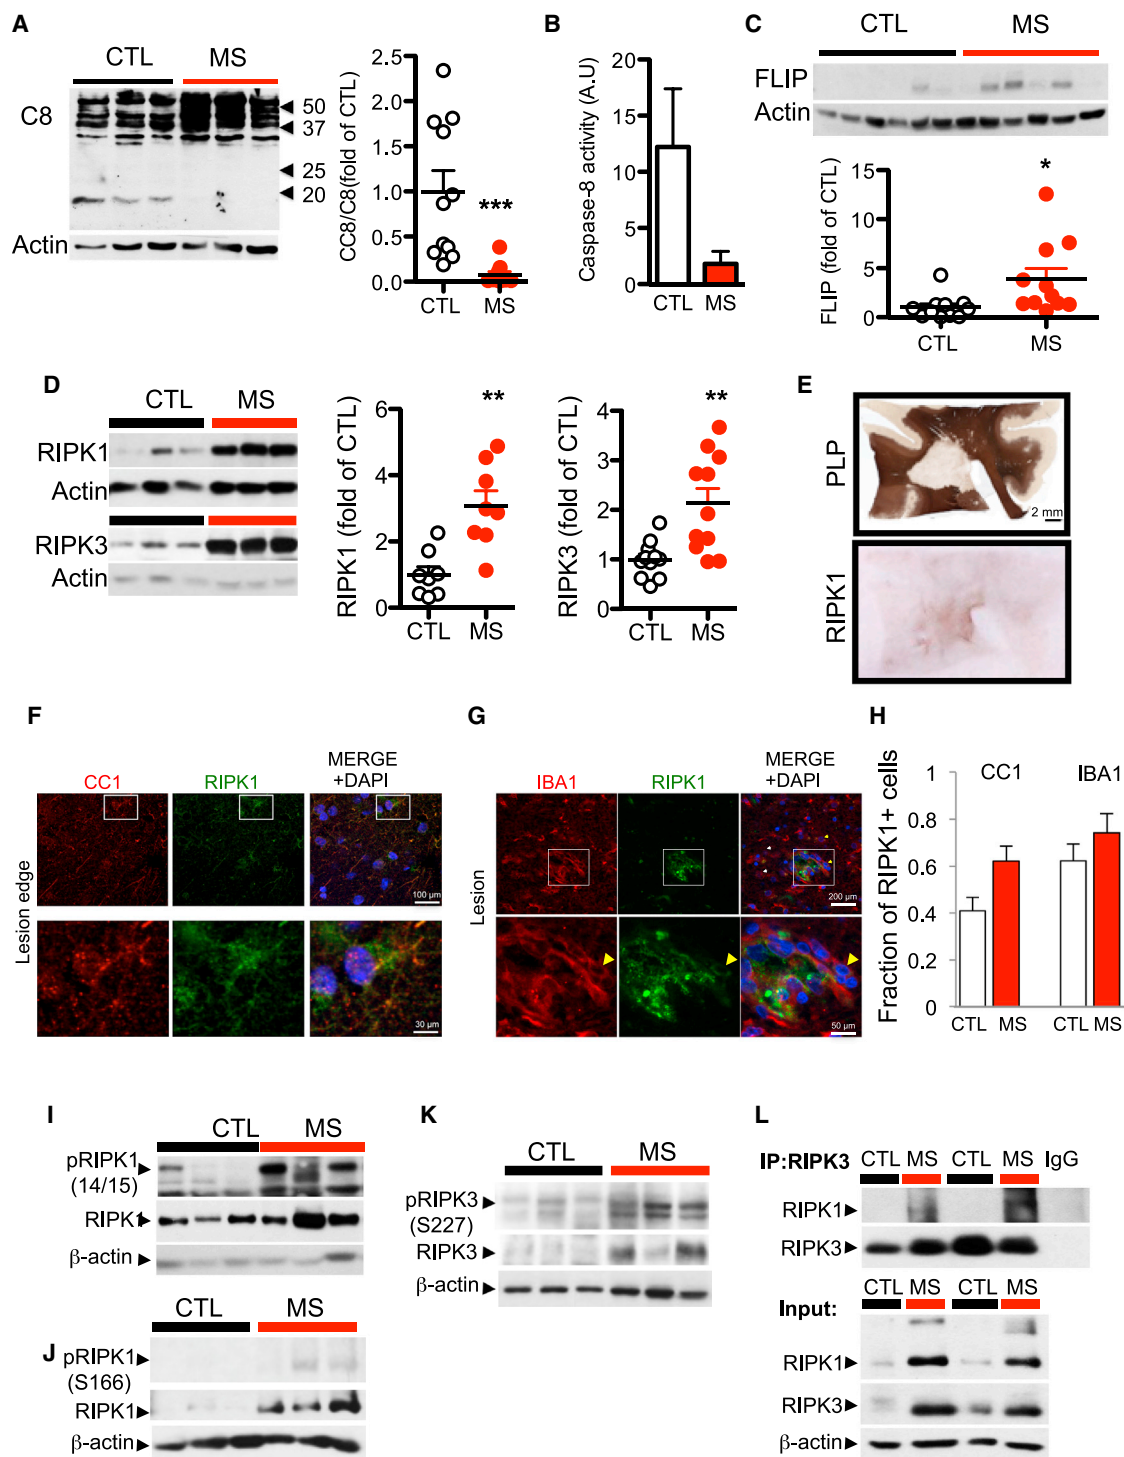 A
CTL MS
C8
50
37
25
20
Actin
CC8/C8(fold of CTL)
2.5
2.0
1.5
1.0
0.5
0.0
***
CTL MS
B
Caspase-8 activity (A.U)
20
15
10
5
0
CTL MS
C
CTL MS
FLIP
Actin
FLIP (fold of CTL)
15
10
5
0
*
CTL MS
D
CTL MS
RIPK1
Actin
RIPK3
Actin
RIPK1 (fold of CTL)
6
4
2
0
**
CTL MS
RIPK3 (fold of CTL)
4
3
2
1
0
**
CTL MS
E
PLP
2 mm
RIPK1
F
CC1 RIPK1 MERGE
+DAPI
Lesion edge
100 µm
30 µm
G
IBA1 RIPK1 MERGE
+DAPI
Lesion
200 µm
50 µm
H
Fraction of RIPK1+ cells
1
0.8
0.6
0.4
0.2
0
CC1 IBA1
CTL MS CTL MS
I
CTL MS
pRIPK1
(14/15)
RIPK1
β-actin
J
CTL MS
pRIPK1
(S166)
RIPK1
β-actin
K
CTL MS
pRIPK3
(S227)
RIPK3
β-actin
L
IP:RIPK3 CTL MS CTL MS IgG
RIPK1
RIPK3
Input: CTL MS CTL MS
RIPK1
RIPK3
β-actin